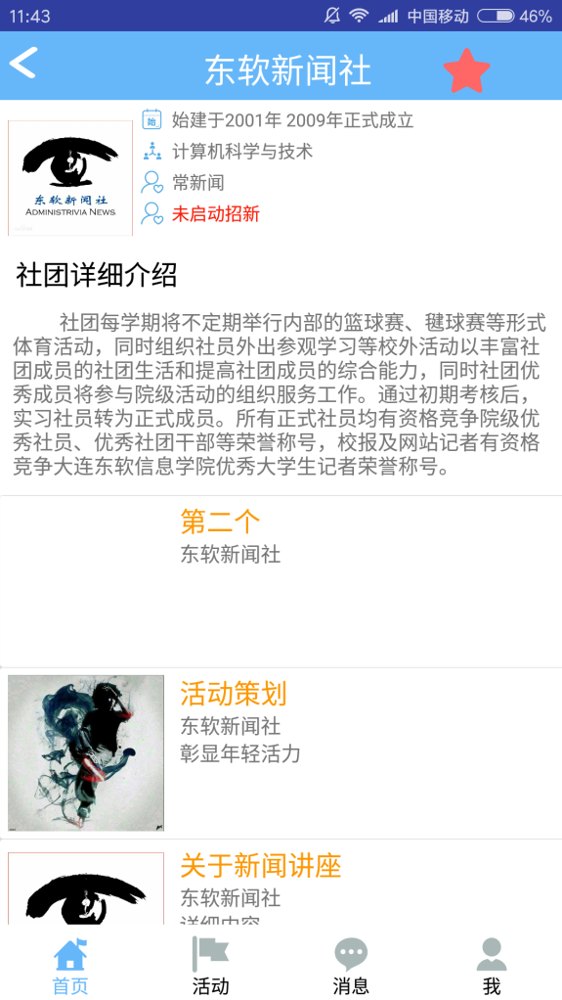 11:43
中国移动
46%
东软新闻社
始
始建于2001年 2009年正式成立
计算机科学与技术
常新闻
未启动招新
东软新闻社
ADMINISTRIVIA NEWS
社团详细介绍
社团每学期将不定期举行内部的篮球赛、毽球赛等形式
体育活动，同时组织社员外出参观学习等校外活动以丰富社
团成员的社团生活和提高社团成员的综合能力，同时社团优
秀成员将参与院级活动的组织服务工作。通过初期考核后，
实习社员转为正式成员。所有正式社员均有资格竞争院级优
秀社员、优秀社团干部等荣誉称号，校报及网站记者有资格
竞争大连东软信息学院优秀大学生记者荣誉称号。
第二个
东软新闻社
活动策划
东软新闻社
彰显年轻活力
关于新闻讲座
东软新闻社
详细内容
首页
活动
消息
我